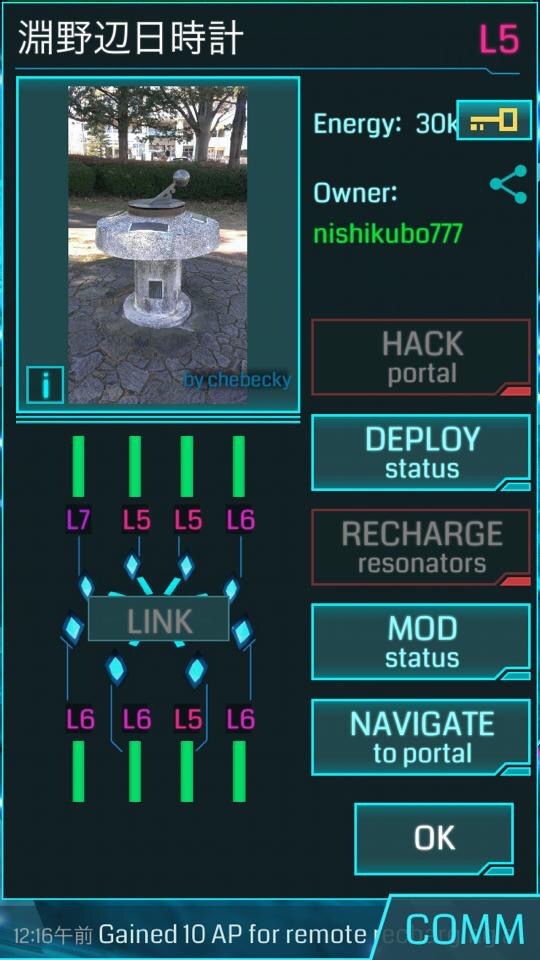 淵野辺日時計
L5
Energy: 30k
Owner:
nishikubo777
by chebecky
i
HACK
portal
DEPLOY
status
RECHARGE
resonators
MOD
status
NAVIGATE
to portal
OK
L7 L5 L5 L6
LINK
L6 L6 L5 L6
12:16午前 Gained 10 AP for remote recharging
COMM